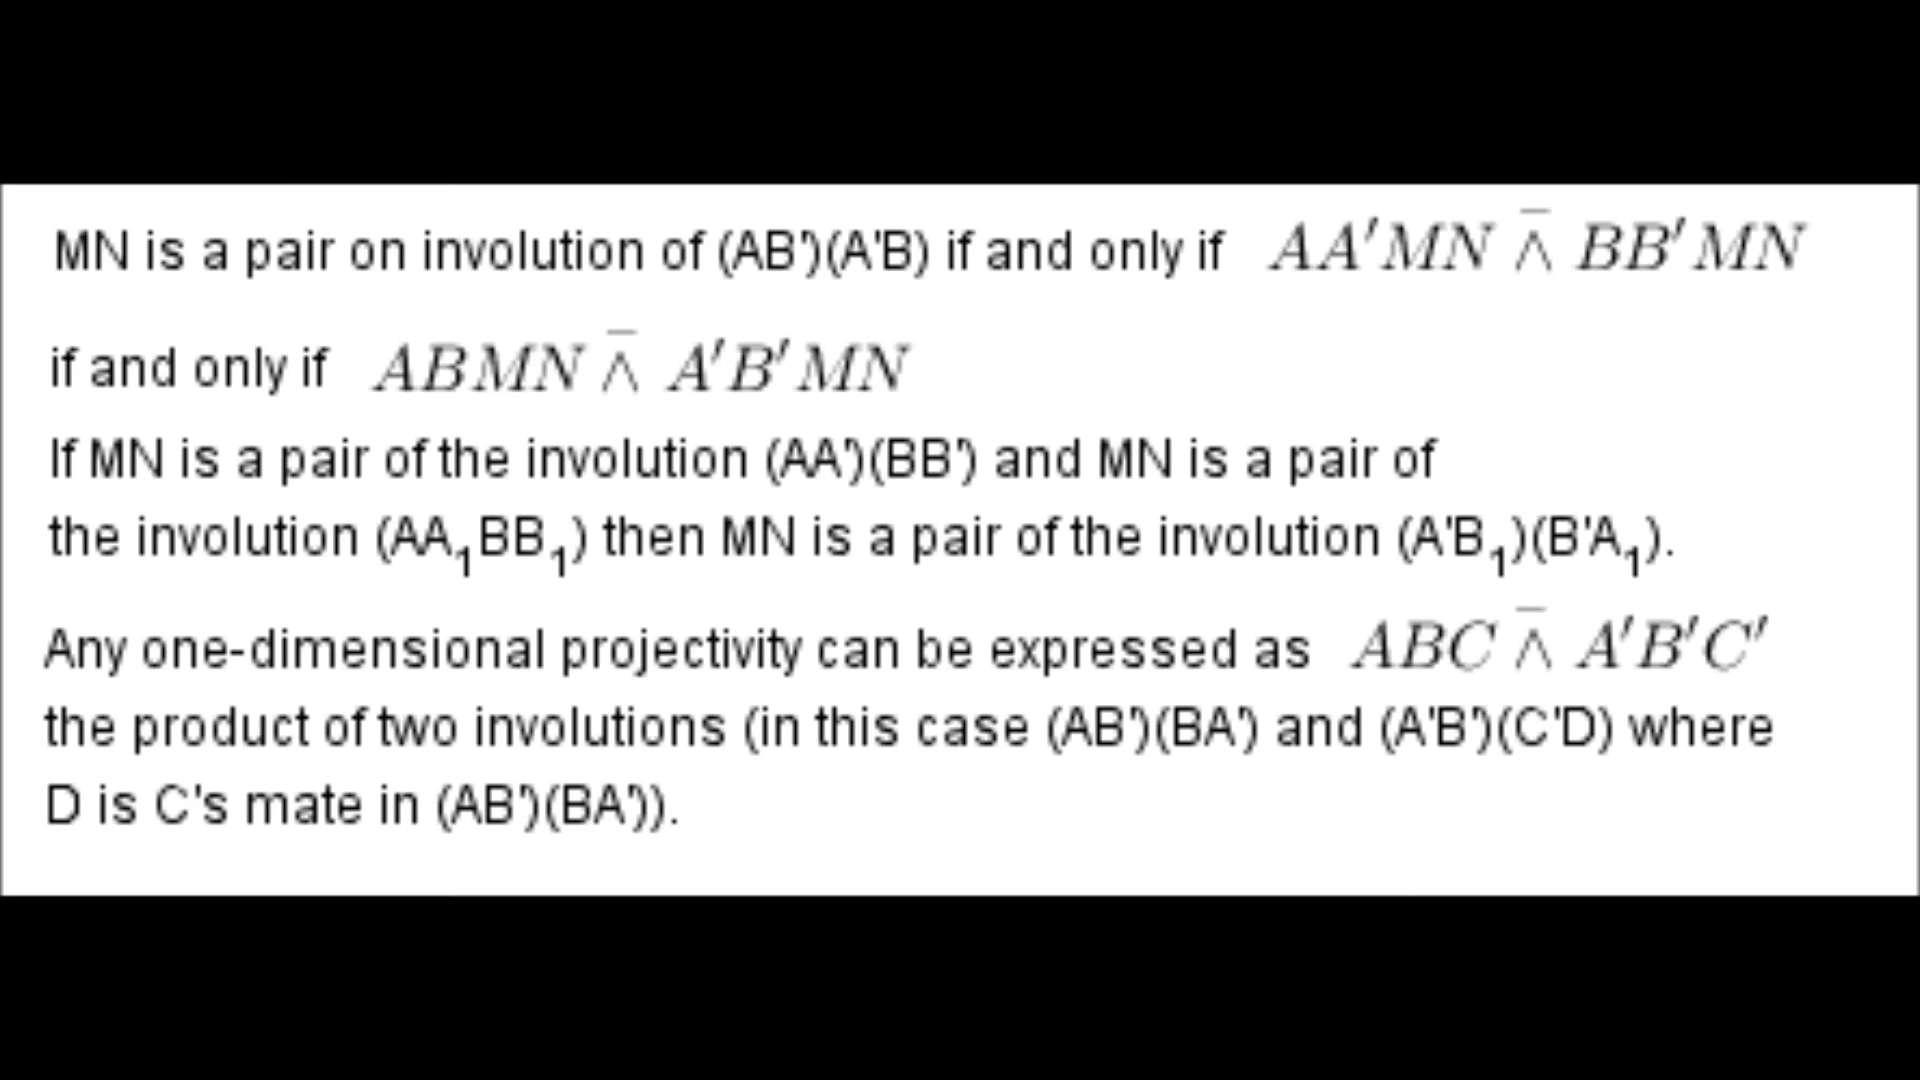 MN is a pair on involution of (AB')(A'B) if and only if AA'MN ⊼ BB'MN
if and only if ABMN ⊼ A'B'MN
If MN is a pair of the involution (AA')(BB') and MN is a pair of
the involution (AA₁BB₁) then MN is a pair of the involution (A'B₁)(B'A₁).
Any one-dimensional projectivity can be expressed as ABC ⊼ A'B'C'
the product of two involutions (in this case (AB')(BA') and (A'B')(C'D) where
D is C's mate in (AB')(BA')).